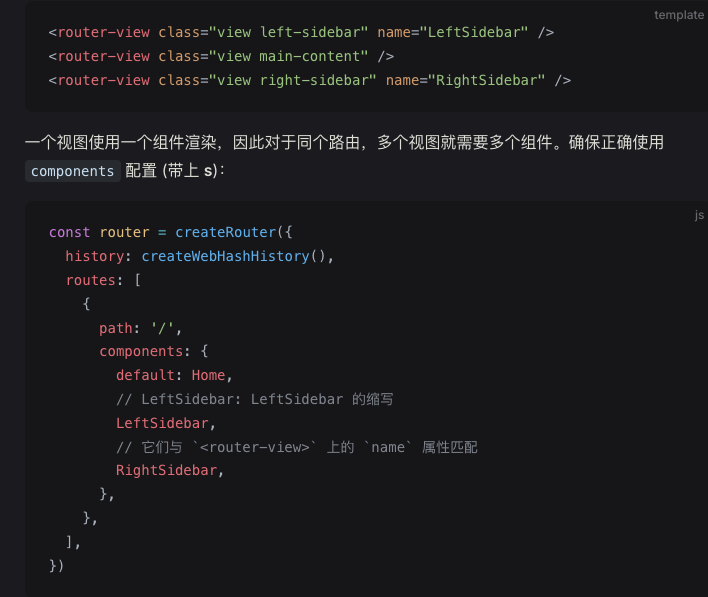 template
<router-view class="view left-sidebar" name="LeftSidebar" />
<router-view class="view main-content" />
<router-view class="view right-sidebar" name="RightSidebar" />
一个视图使用一个组件渲染，因此对于同个路由，多个视图就需要多个组件。确保正确使用
components 配置 (带上 s)：
js
const router = createRouter({
  history: createWebHashHistory(),
  routes: [
    {
      path: '/',
      components: {
        default: Home,
        // LeftSidebar: LeftSidebar 的缩写
        LeftSidebar,
        // 它们与 `<router-view>` 上的 `name` 属性匹配
        RightSidebar,
      },
    },
  ],
})